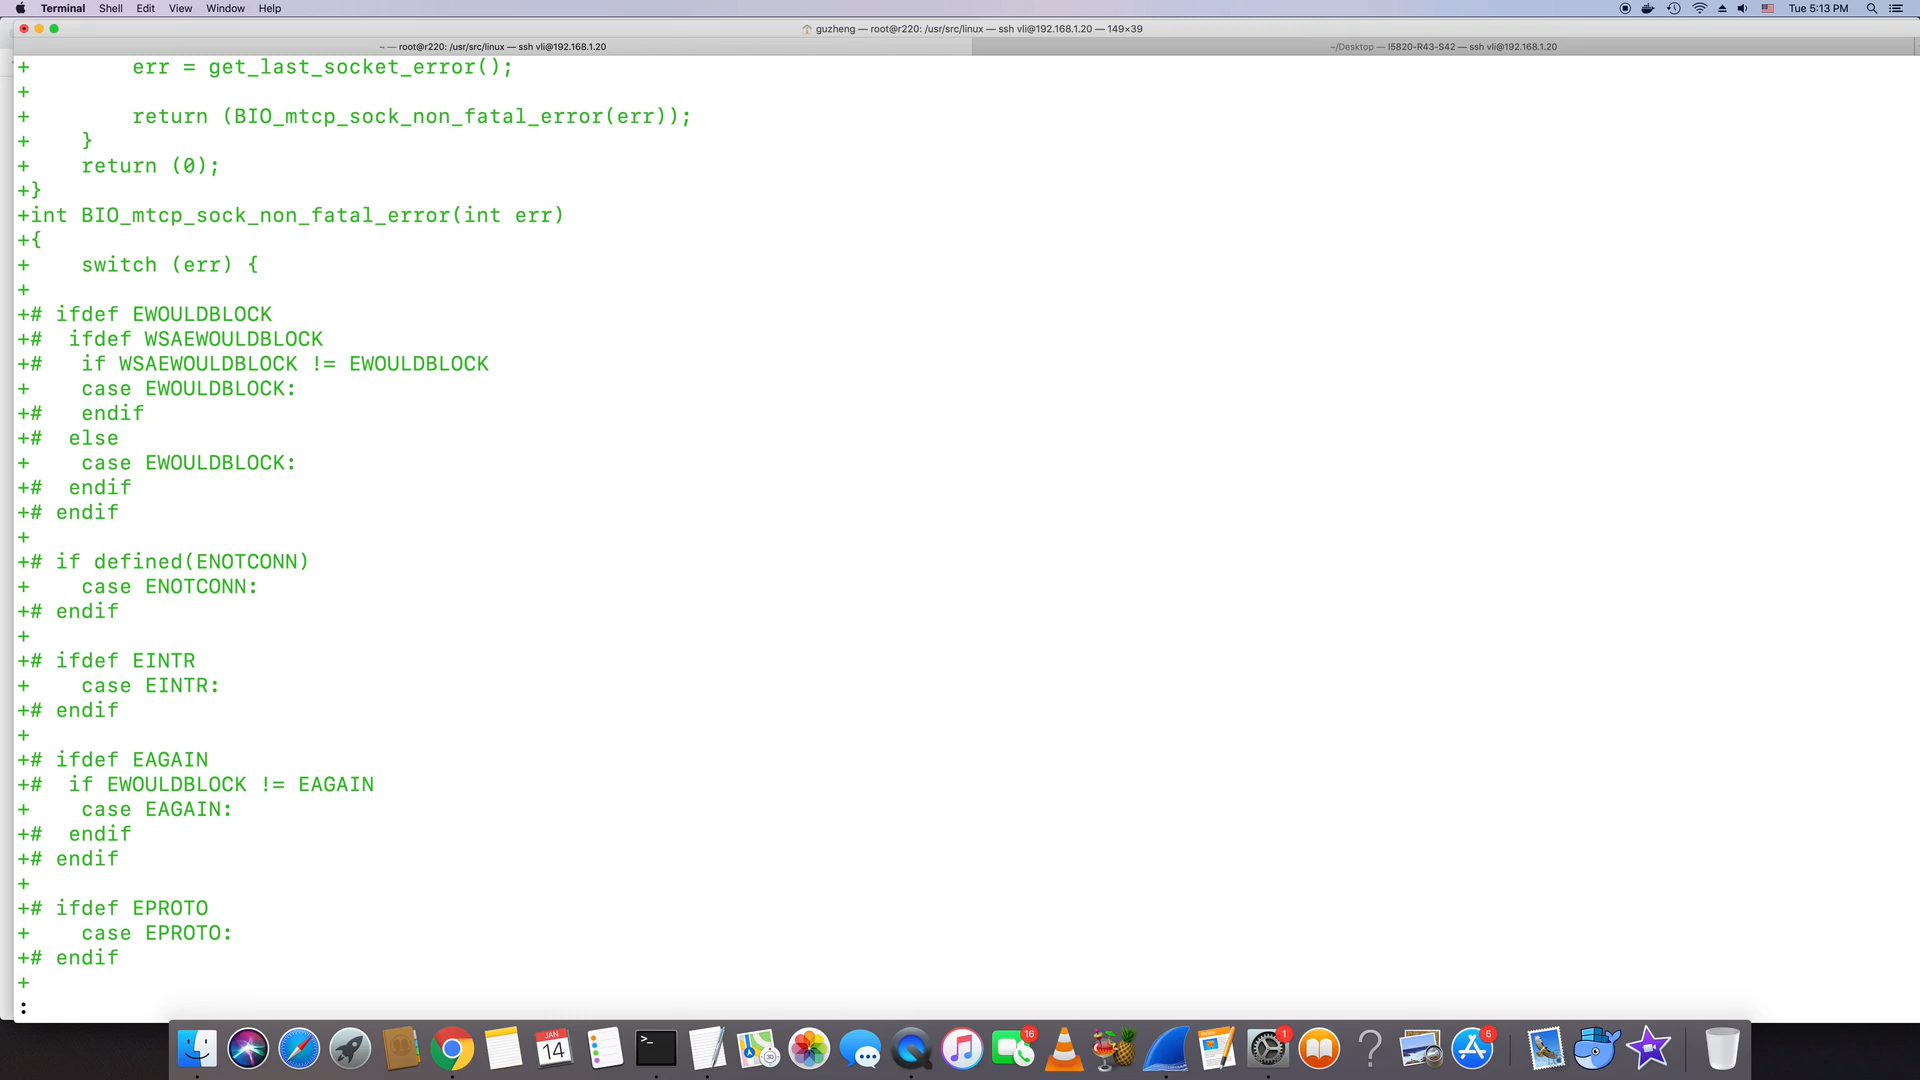 Terminal Shell Edit View Window Help Tue 5:13 PM
guzheng — root@r220: /usr/src/linux — ssh vli@192.168.1.20 — 149×39
~ — root@r220: /usr/src/linux — ssh vli@192.168.1.20 ~/Desktop — I5820-R43-S42 — ssh vli@192.168.1.20
+        err = get_last_socket_error();
+
+        return (BIO_mtcp_sock_non_fatal_error(err));
+    }
+    return (0);
+}
+int BIO_mtcp_sock_non_fatal_error(int err)
+{
+    switch (err) {
+
+# ifdef EWOULDBLOCK
+#  ifdef WSAEWOULDBLOCK
+#   if WSAEWOULDBLOCK != EWOULDBLOCK
+    case EWOULDBLOCK:
+#   endif
+#  else
+    case EWOULDBLOCK:
+#  endif
+# endif
+
+# if defined(ENOTCONN)
+    case ENOTCONN:
+# endif
+
+# ifdef EINTR
+    case EINTR:
+# endif
+
+# ifdef EAGAIN
+#  if EWOULDBLOCK != EAGAIN
+    case EAGAIN:
+#  endif
+# endif
+
+# ifdef EPROTO
+    case EPROTO:
+# endif
+
:
JAN
14
>_
3D
16
1
?
5